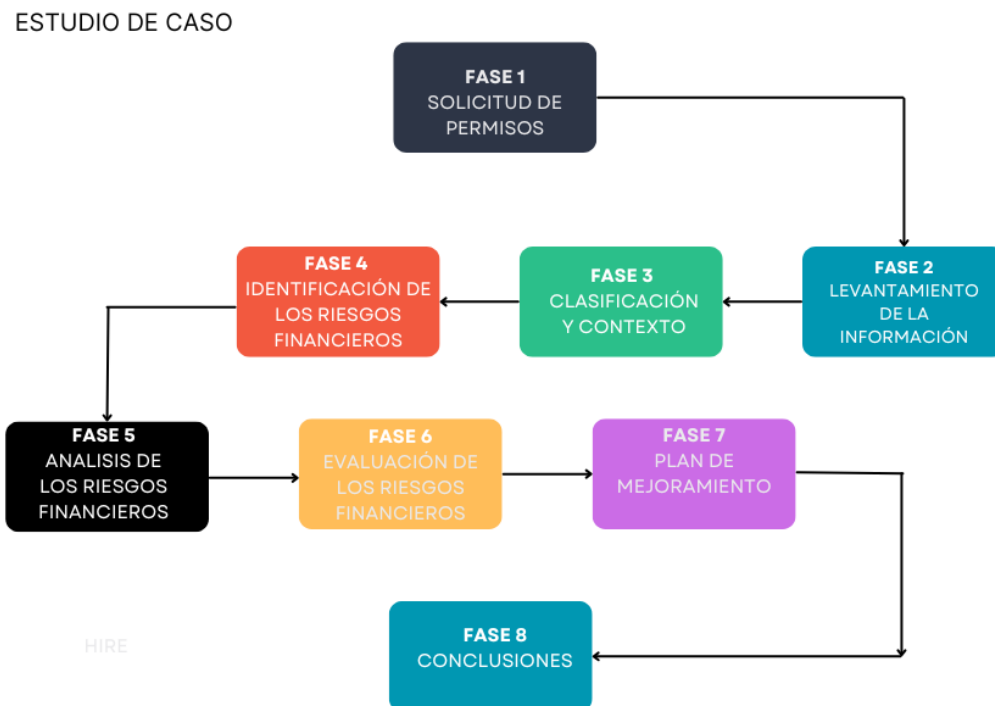 ESTUDIO DE CASO
FASE 1
SOLICITUD DE
PERMISOS
FASE 2
LEVANTAMIENTO
DE LA
INFORMACIÓN
FASE 3
CLASIFICACIÓN
Y CONTEXTO
FASE 4
IDENTIFICACIÓN DE
LOS RIESGOS
FINANCIEROS
FASE 5
ANALISIS DE
LOS RIESGOS
FINANCIEROS
FASE 6
EVALUACIÓN DE
LOS RIESGOS
FINANCIEROS
FASE 7
PLAN DE
MEJORAMIENTO
FASE 8
CONCLUSIONES
HIRE